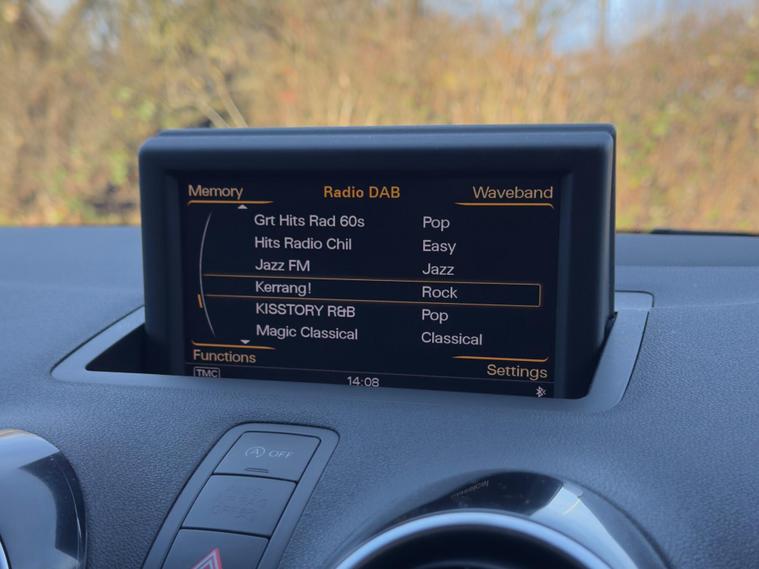 Memory Radio DAB Waveband
Grt Hits Rad 60s Pop
Hits Radio Chil Easy
Jazz FM Jazz
Kerrang! Rock
KISSTORY R&B Pop
Magic Classical Classical
Functions Settings
TMC 14:08
A OFF